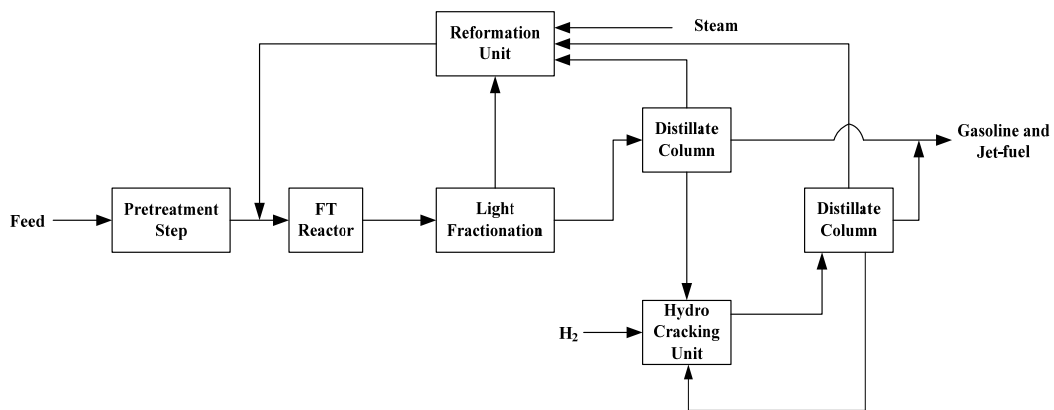 Reformation
Unit
Steam
Distillate
Column
Gasoline and
Jet-fuel
Feed
Pretreatment
Step
FT
Reactor
Light
Fractionation
Distillate
Column
H₂
Hydro
Cracking
Unit